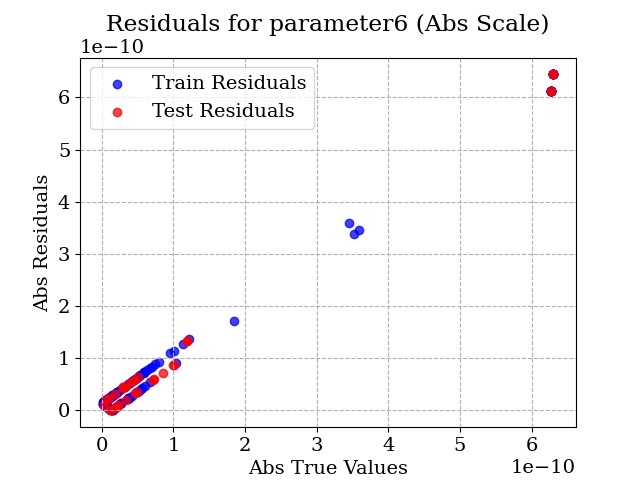 Residuals for parameter6 (Abs Scale)
1e−10
Train Residuals
Test Residuals
6
5
4
3
2
1
0
Abs Residuals
0 1 2 3 4 5 6
Abs True Values
1e−10